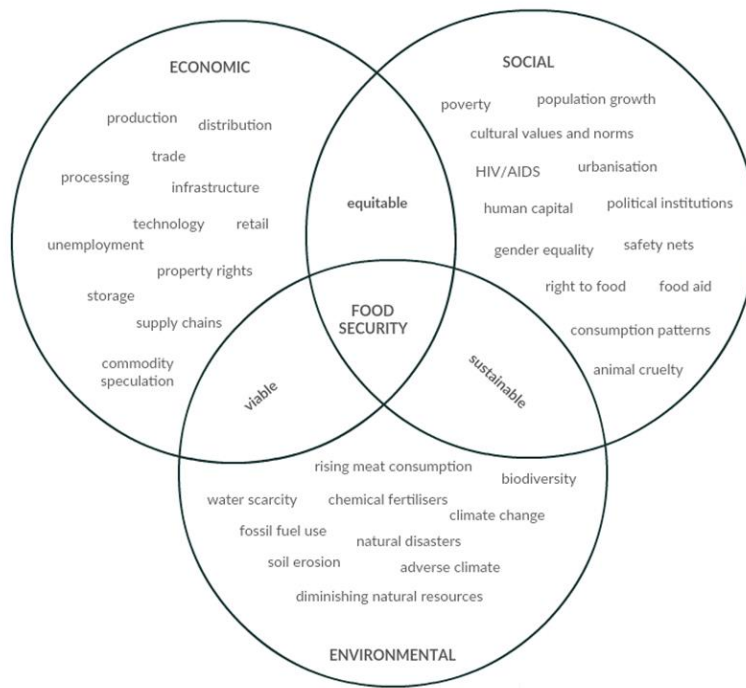 ECONOMIC
production
distribution
trade
processing
infrastructure
technology
retail
unemployment
property rights
storage
supply chains
commodity
speculation
equitable
SOCIAL
poverty
population growth
cultural values and norms
HIV/AIDS
urbanisation
human capital
political institutions
gender equality
safety nets
right to food
food aid
consumption patterns
animal cruelty
FOOD
SECURITY
viable
sustainable
rising meat consumption
biodiversity
water scarcity
chemical fertilisers
climate change
fossil fuel use
natural disasters
soil erosion
adverse climate
diminishing natural resources
ENVIRONMENTAL